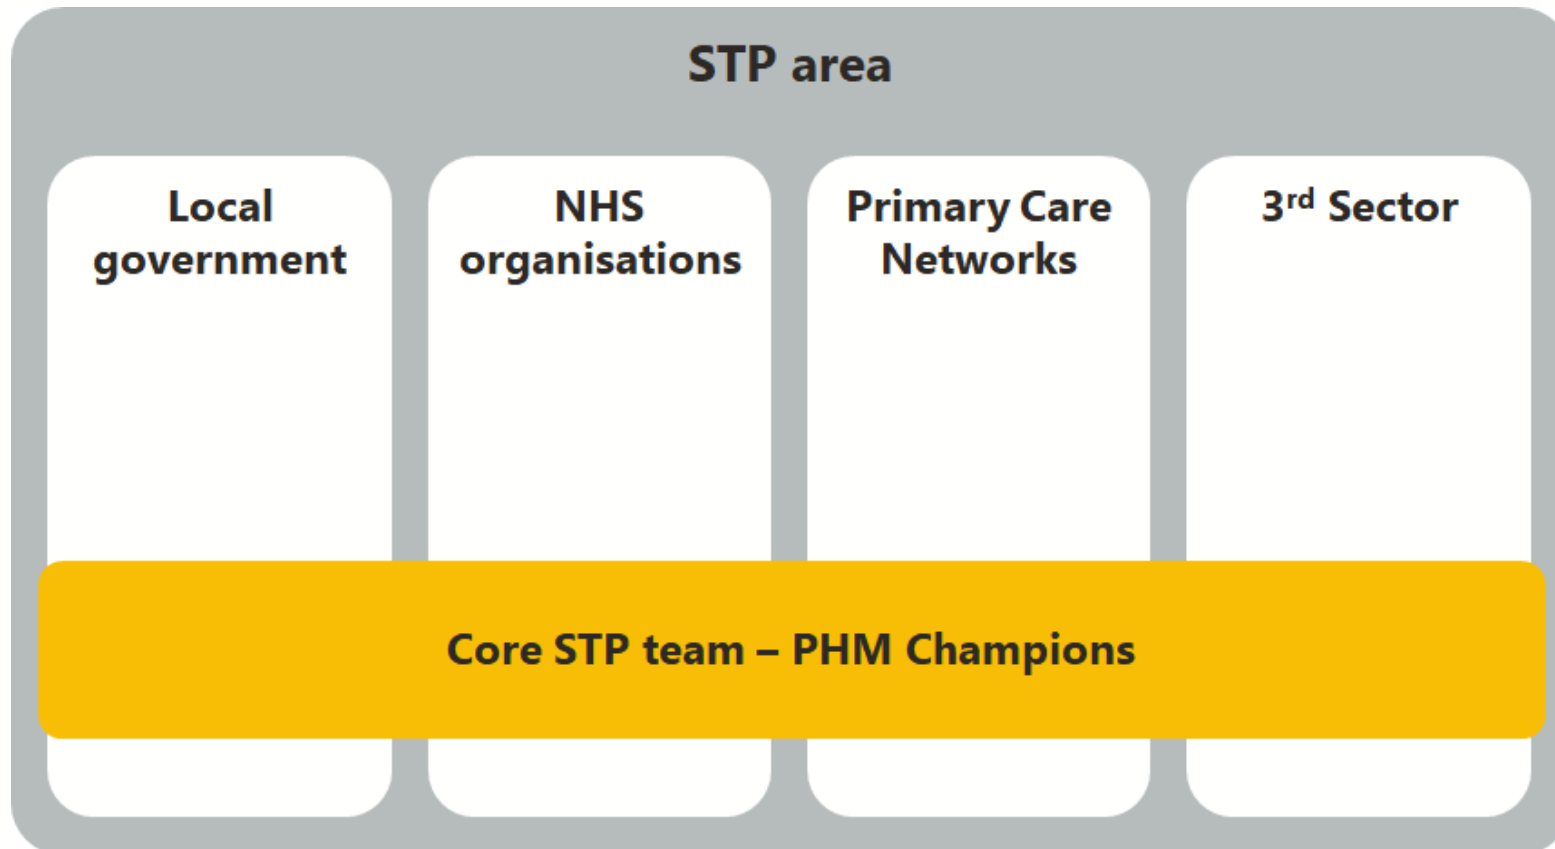 STP area
Local
government
NHS
organisations
Primary Care
Networks
3rd Sector
Core STP team – PHM Champions